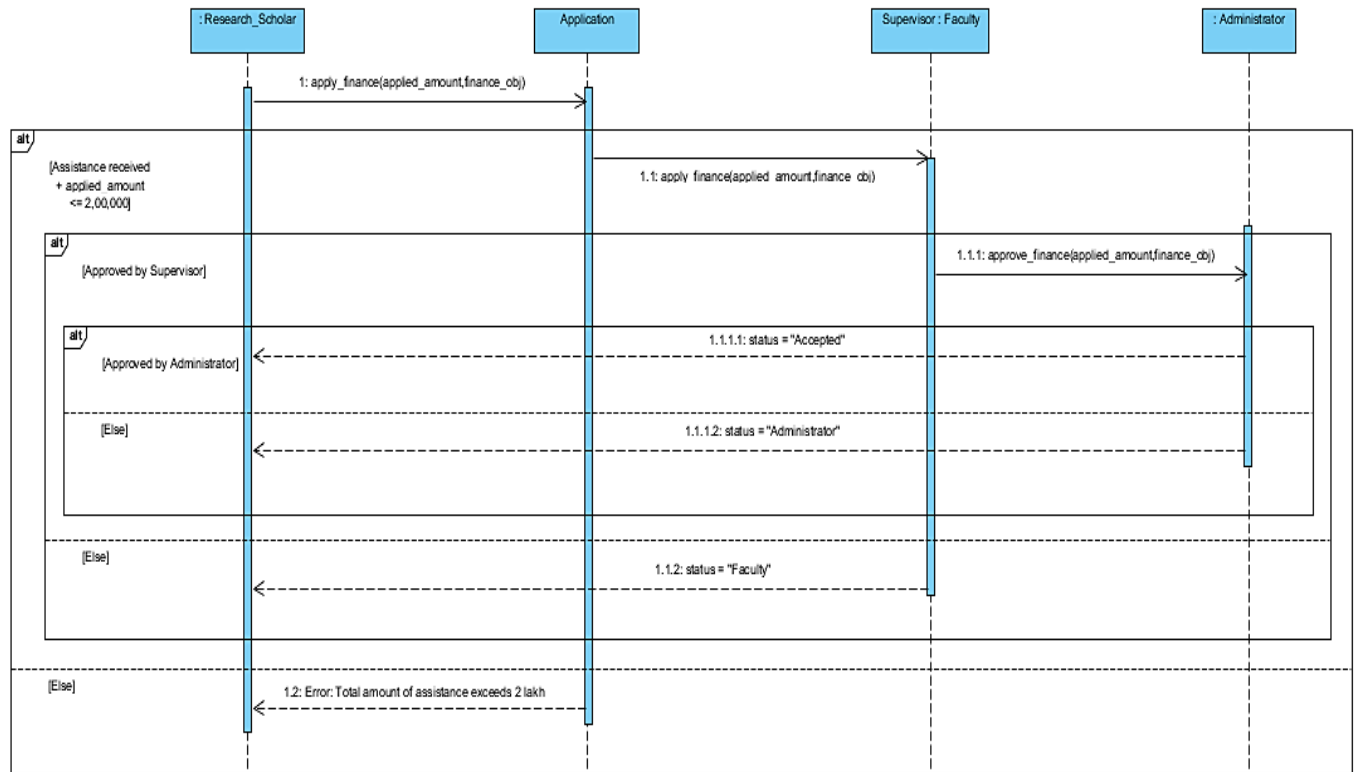 : Research_Scholar
Application
Supervisor : Faculty
: Administrator
1: apply_finance(applied_amount,finance_obj)
alt
[Assistance received
+ applied_amount
<= 2,00,000]
1.1: apply_finance(applied_amount,finance_obj)
alt
[Approved by Supervisor]
1.1.1: approve_finance(applied_amount,finance_obj)
alt
[Approved by Administrator]
1.1.1.1: status = "Accepted"
[Else]
1.1.1.2: status = "Administrator"
[Else]
1.1.2: status = "Faculty"
[Else]
1.2: Error: Total amount of assistance exceeds 2 lakh